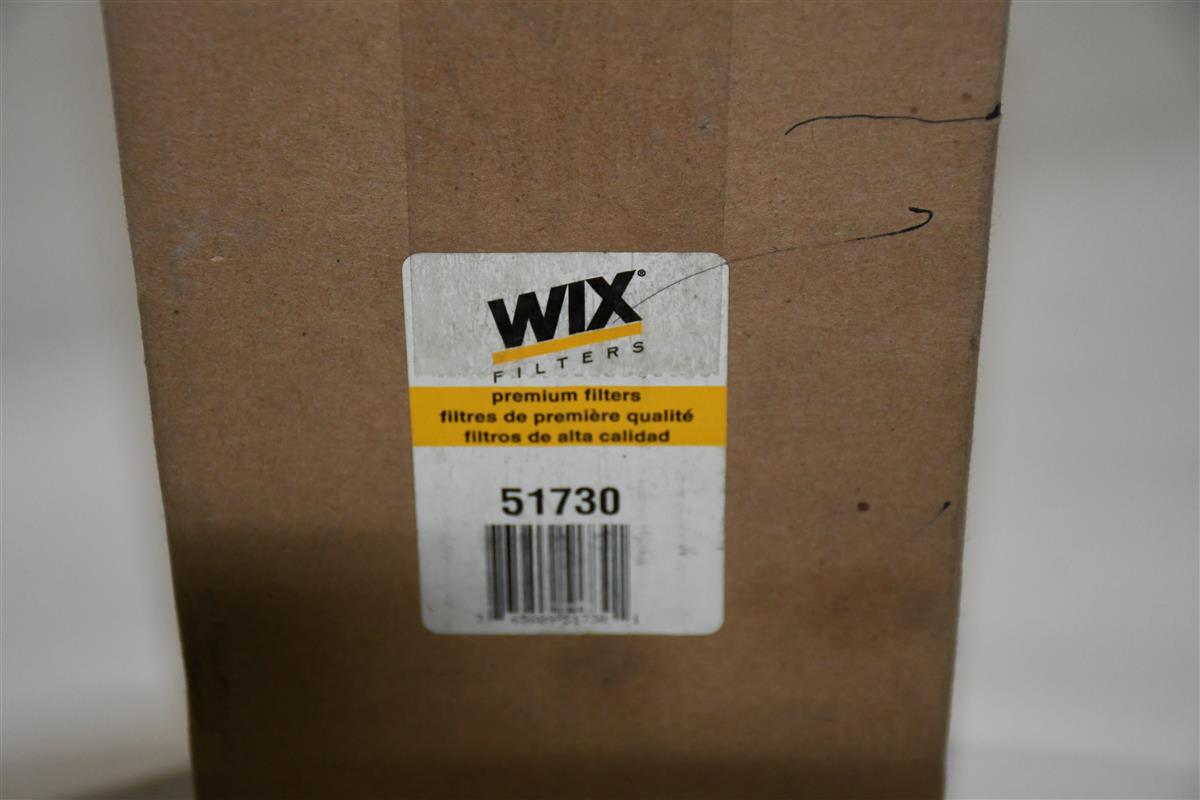 WIX®
FILTERS
premium filters
filtres de première qualité
filtros de alta calidad
51730